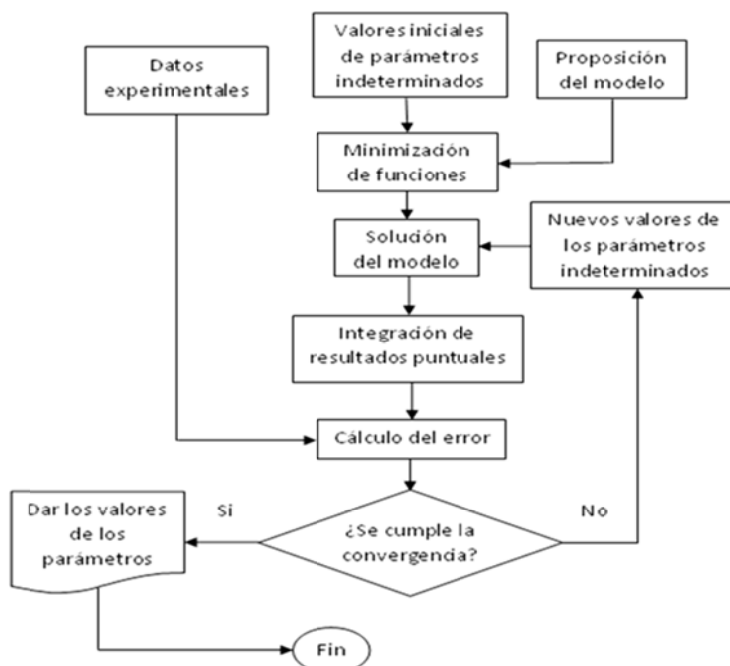 Valores iniciales
de parámetros
indeterminados
Datos
experimentales
Proposición
del modelo
Minimización
de funciones
Solución
del modelo
Nuevos valores de
los parámetros
indeterminados
Integración de
resultados puntuales
Cálculo del error
¿Se cumple la
convergencia?
Si
No
Dar los valores
de los
parámetros
Fin